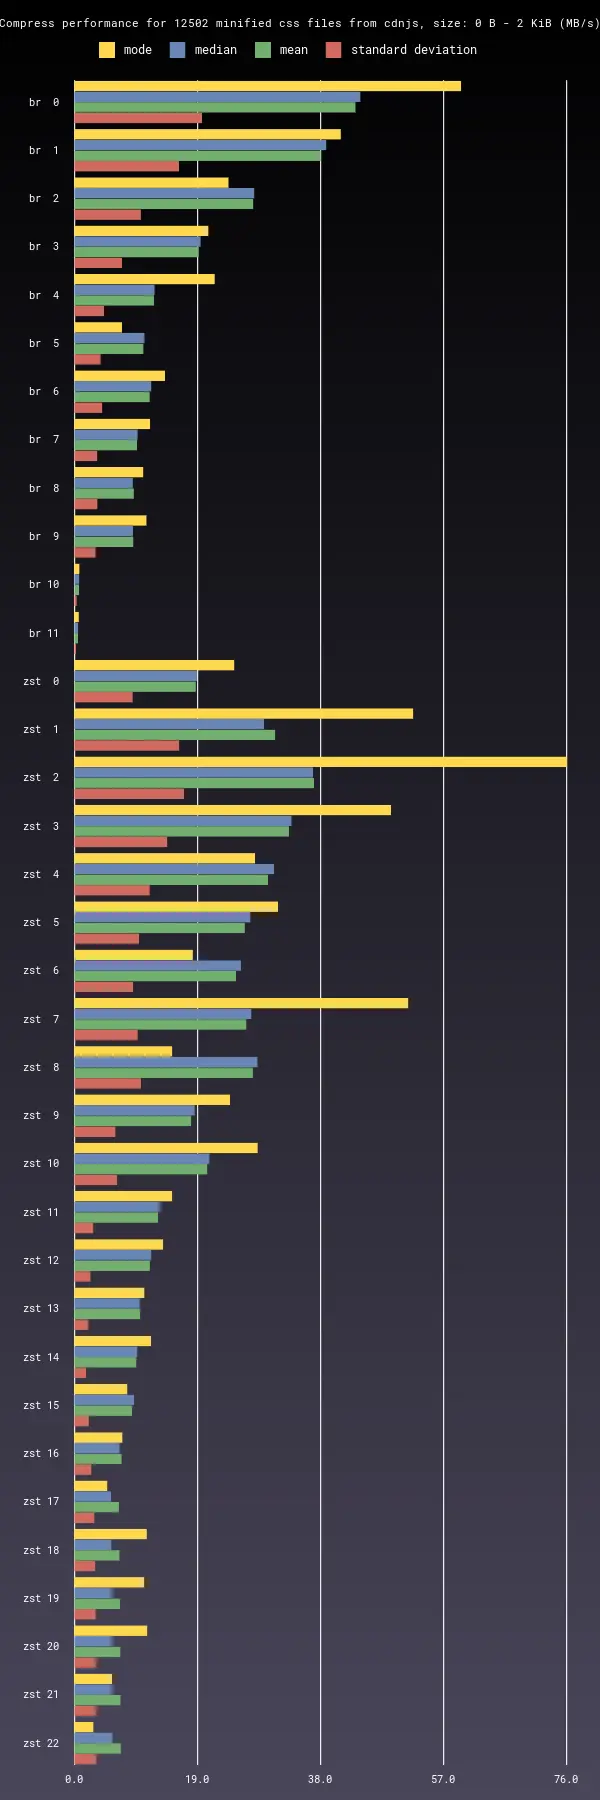 Compress performance for 12502 minified css files from cdnjs, size: 0 B - 2 KiB (MB/s)
mode median mean standard deviation
br 0
br 1
br 2
br 3
br 4
br 5
br 6
br 7
br 8
br 9
br 10
br 11
zst 0
zst 1
zst 2
zst 3
zst 4
zst 5
zst 6
zst 7
zst 8
zst 9
zst 10
zst 11
zst 12
zst 13
zst 14
zst 15
zst 16
zst 17
zst 18
zst 19
zst 20
zst 21
zst 22
0.0 19.0 38.0 57.0 76.0